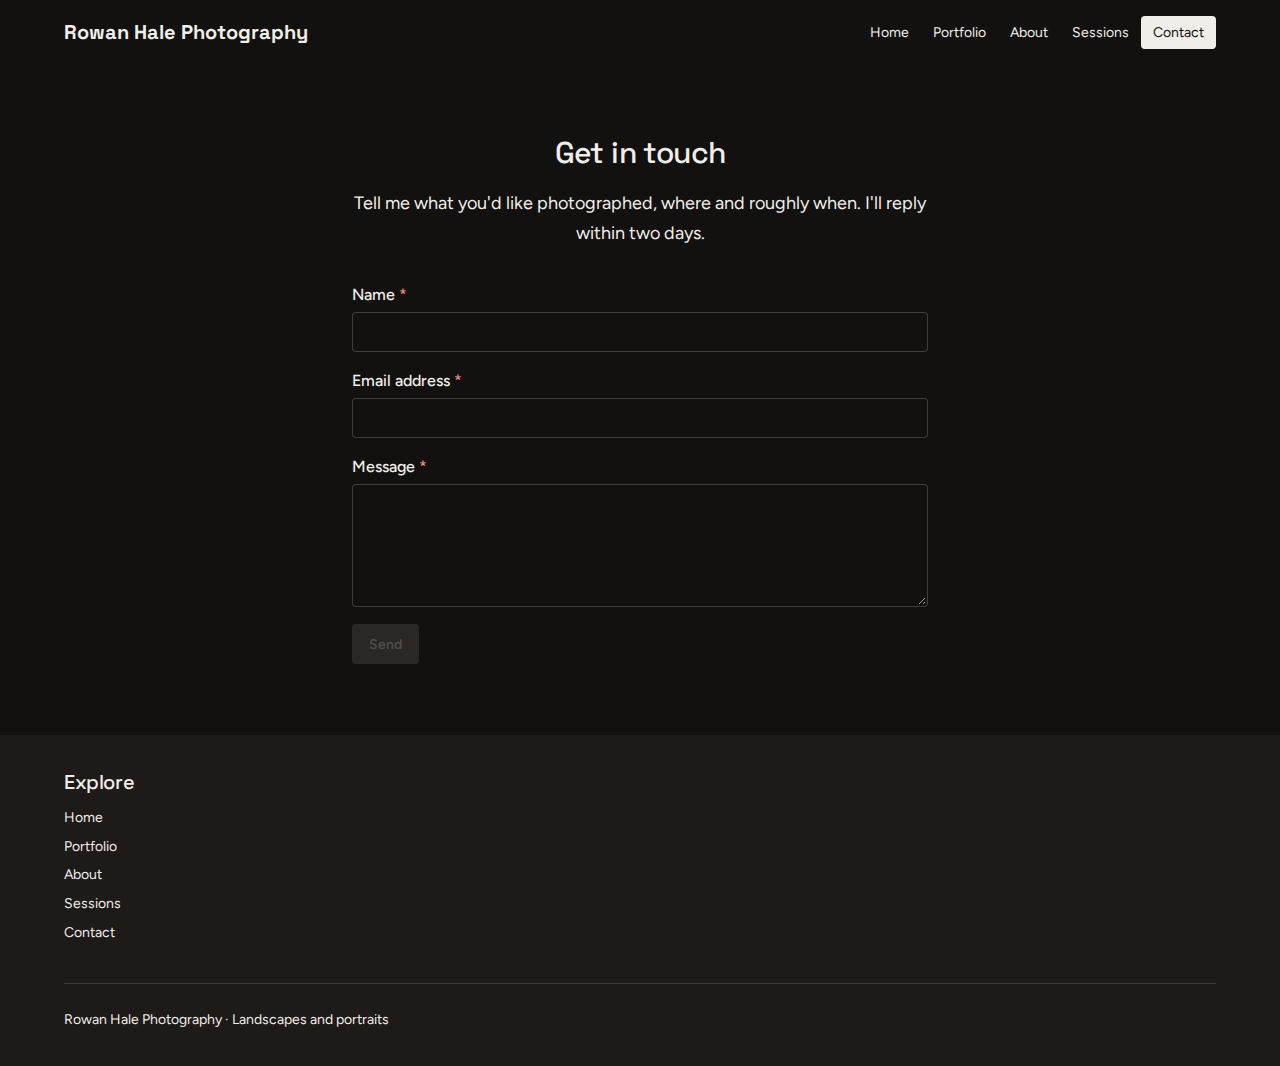 Rowan Hale Photography
Home Portfolio About Sessions Contact
Get in touch
Tell me what you'd like photographed, where and roughly when. I'll reply
within two days.
Name *
Email address *
Message *
Send
Explore
Home
Portfolio
About
Sessions
Contact
Rowan Hale Photography · Landscapes and portraits